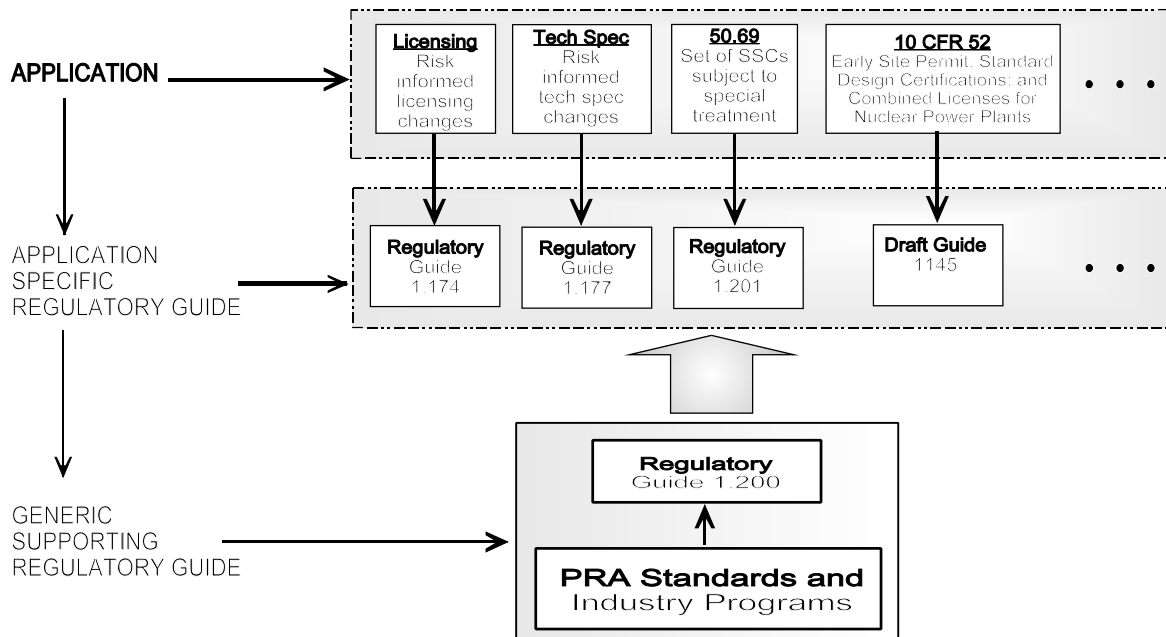 APPLICATION
Licensing
Risk
informed
licensing
changes
Tech Spec
Risk
informed
tech spec
changes
50.69
Set of SSCs
subject to
special
treatment
10 CFR 52
Early Site Permit. Standard
Design Certifications; and
Combined Licenses for
Nuclear Power Plants
• • •
APPLICATION
SPECIFIC
REGULATORY GUIDE
Regulatory
Guide
1.174
Regulatory
Guide
1.177
Regulatory
Guide
1.201
Draft Guide
1145
• • •
GENERIC
SUPPORTING
REGULATORY GUIDE
Regulatory
Guide 1.200
PRA Standards and
Industry Programs